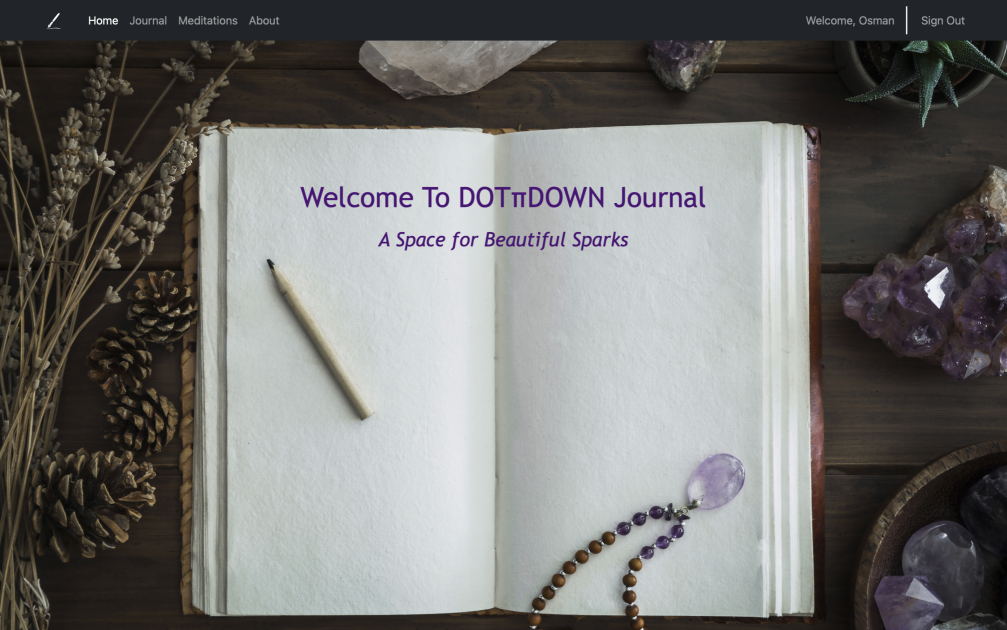 Home Journal Meditations About Welcome, Osman Sign Out
Welcome To DOTπDOWN Journal
A Space for Beautiful Sparks